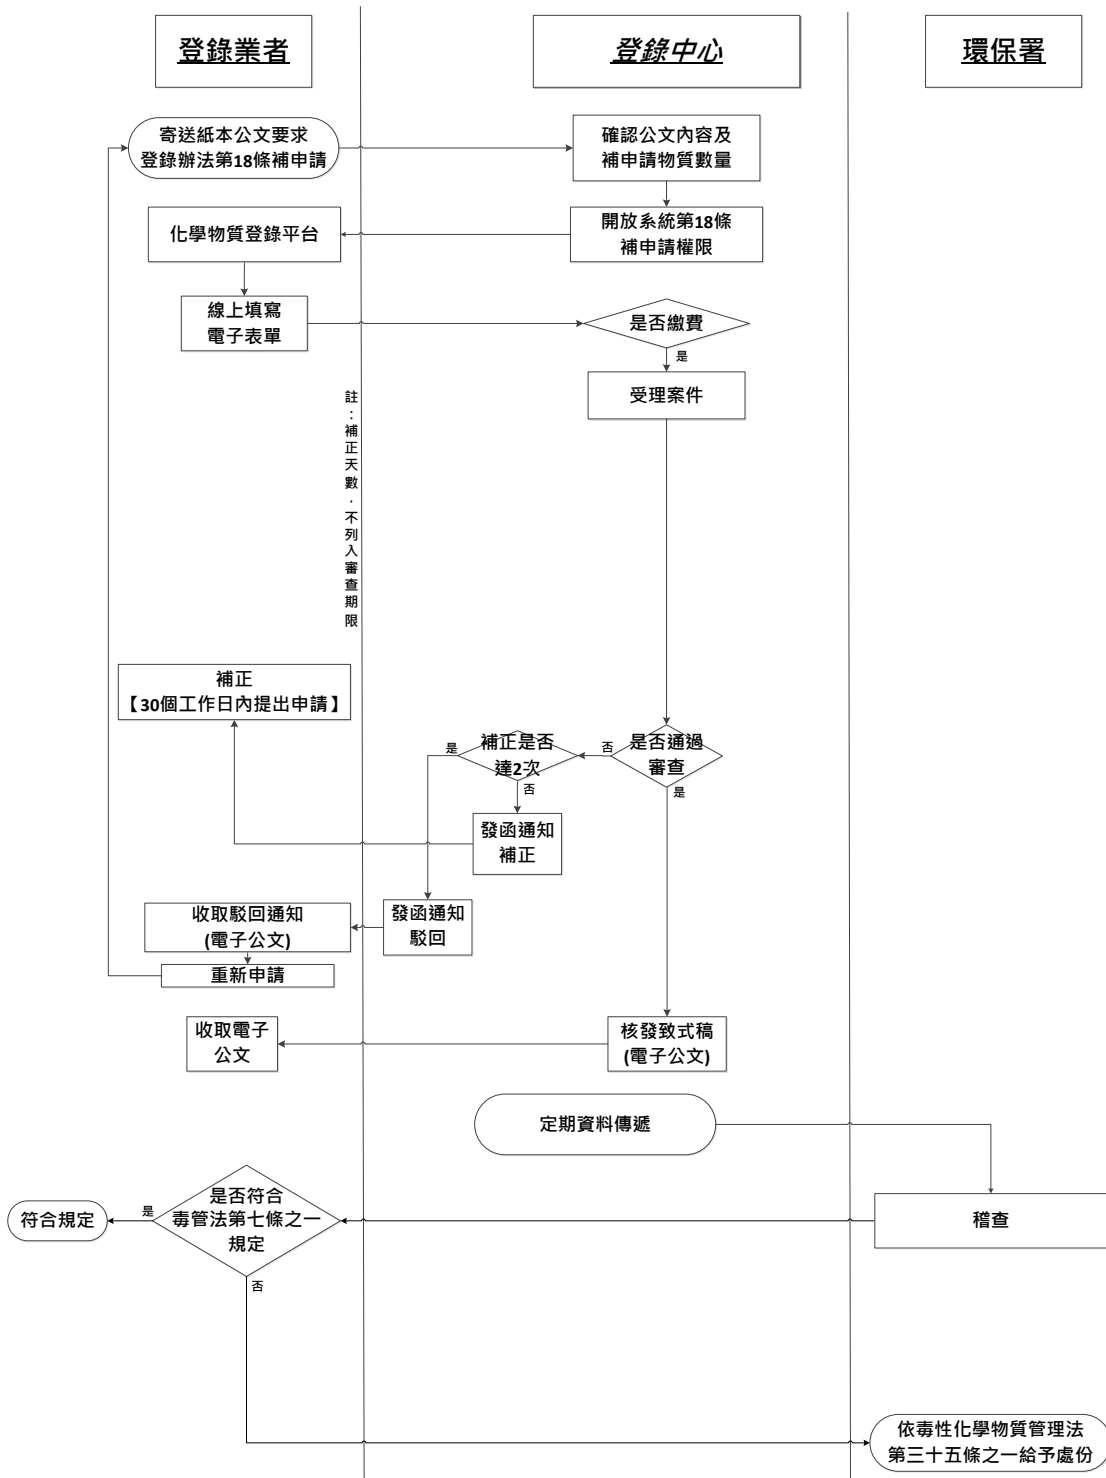 登錄業者
登錄中心
環保署
寄送紙本公文要求
登錄辦法第18條補申請
確認公文內容及
補申請物質數量
化學物質登錄平台
開放系統第18條
補申請權限
線上填寫
電子表單
是否繳費
是
受理案件
註：補正天數．不列入審查期限
補正
【30個工作日內提出申請】
是
補正是否
達2次
否
是否通過
審查
否
是
發函通知
補正
收取駁回通知
(電子公文)
發函通知
駁回
重新申請
收取電子
公文
核發致式稿
(電子公文)
定期資料傳遞
符合規定
是
是否符合
毒管法第七條之一
規定
稽查
否
依毒性化學物質管理法
第三十五條之一給予處份